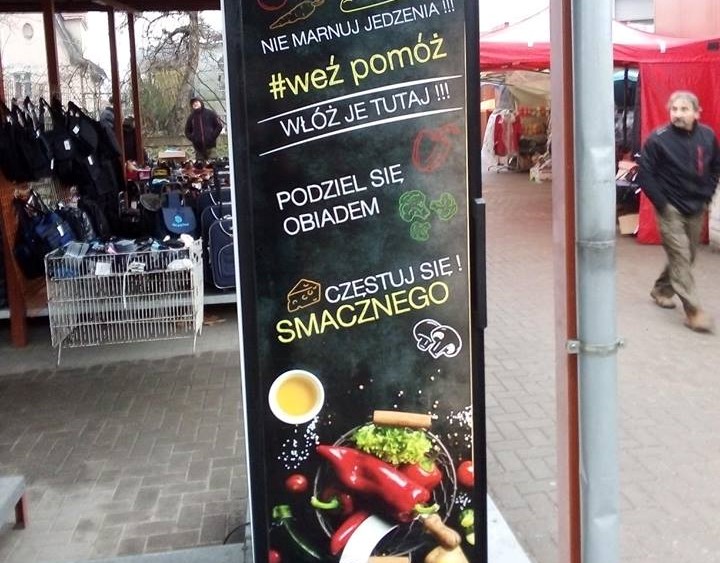 NIE MARNUJ JEDZENIA !!!
#weź pomóż
WŁÓŻ JE TUTAJ !!!
PODZIEL SIĘ
OBIADEM
CZĘSTUJ SIĘ !
SMACZNEGO